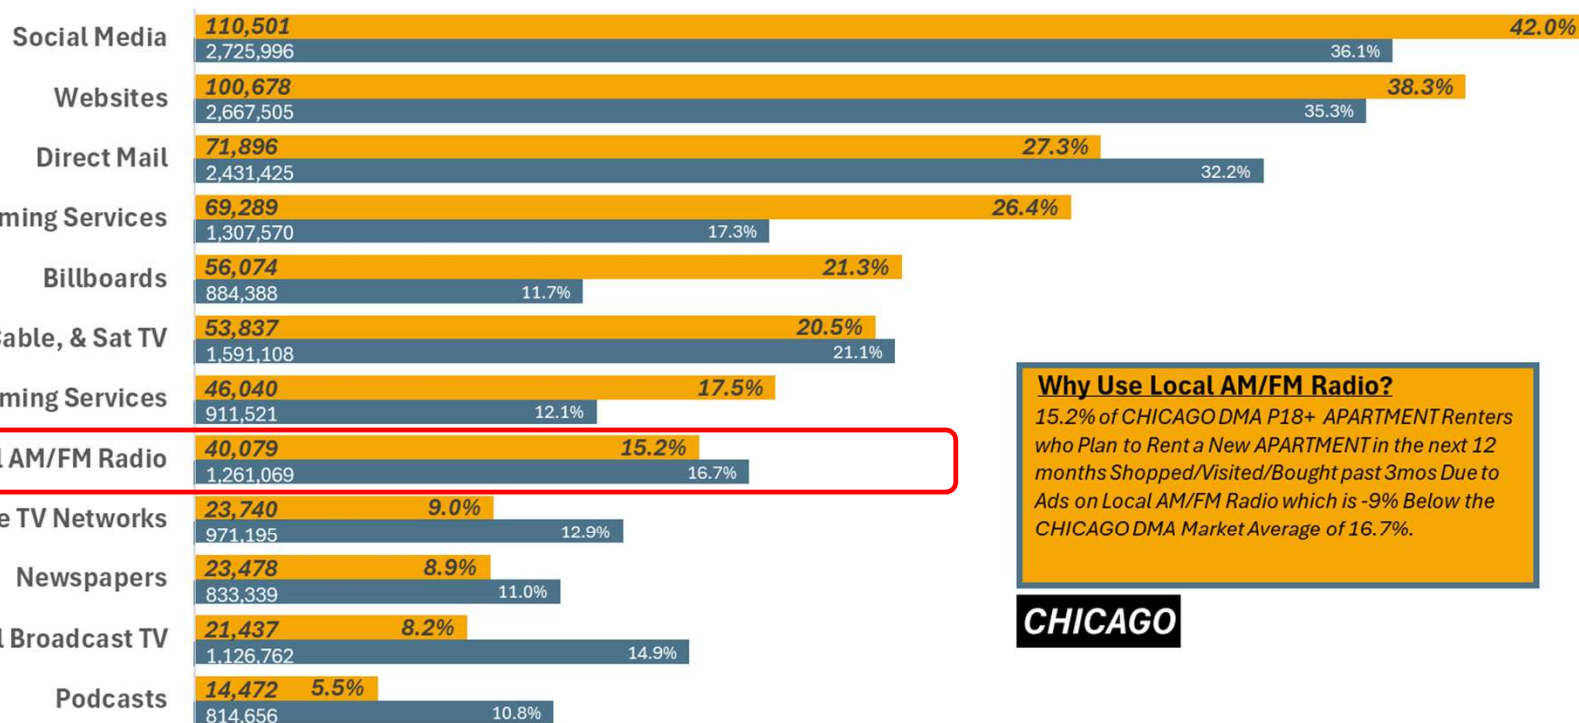 Social Media 110,501 42.0%
2,725,996 36.1%
Websites 100,678 38.3%
2,667,505 35.3%
Direct Mail 71,896 27.3%
2,431,425 32.2%
ming Services 69,289 26.4%
1,307,570 17.3%
Billboards 56,074 21.3%
884,388 11.7%
able, & Sat TV 53,837 20.5%
1,591,108 21.1%
ming Services 46,040 17.5%
911,521 12.1%
l AM/FM Radio 40,079 15.2%
1,261,069 16.7%
e TV Networks 23,740 9.0%
971,195 12.9%
Newspapers 23,478 8.9%
833,339 11.0%
l Broadcast TV 21,437 8.2%
1,126,762 14.9%
Podcasts 14,472 5.5%
814,656 10.8%
Why Use Local AM/FM Radio?
15.2% of CHICAGO DMA P18+ APARTMENT Renters
who Plan to Rent a New APARTMENT in the next 12
months Shopped/Visited/Bought past 3mos Due to
Ads on Local AM/FM Radio which is -9% Below the
CHICAGO DMA Market Average of 16.7%.
CHICAGO